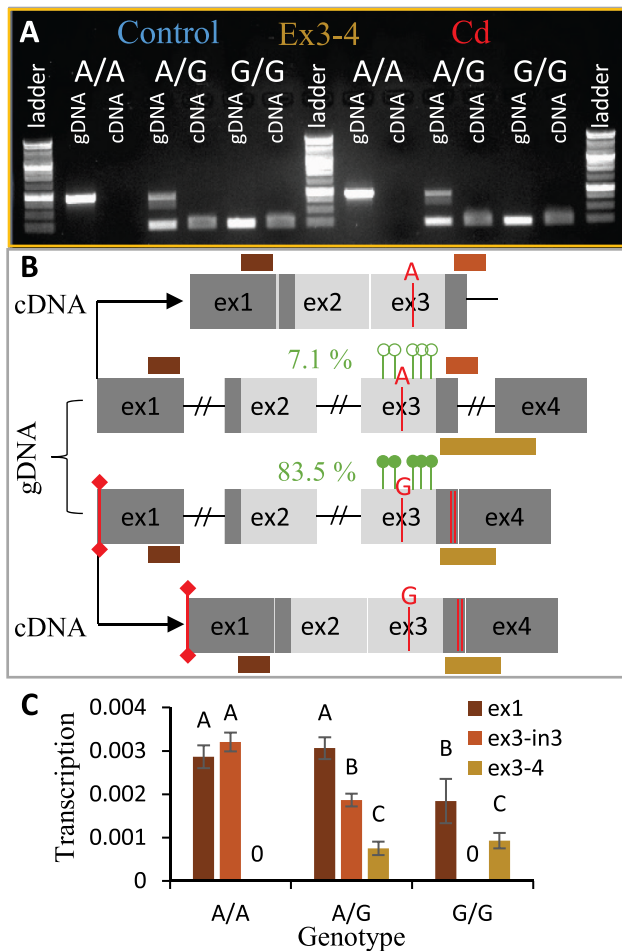 A Control Ex3-4 Cd
A/A A/G G/G A/A A/G G/G
ladder gDNA cDNA gDNA cDNA gDNA cDNA ladder gDNA cDNA gDNA cDNA gDNA cDNA ladder
B
A
cDNA ex1 ex2 ex3
7.1 %
A
ex1 // ex2 // ex3 // ex4
gDNA
83.5 %
G
ex1 // ex2 // ex3 ex4
G
cDNA ex1 ex2 ex3 ex4
C
Transcription
0.004
0.003
0.002
0.001
0
A A A B C B C
0 0
ex1
ex3-in3
ex3-4
A/A A/G G/G
Genotype